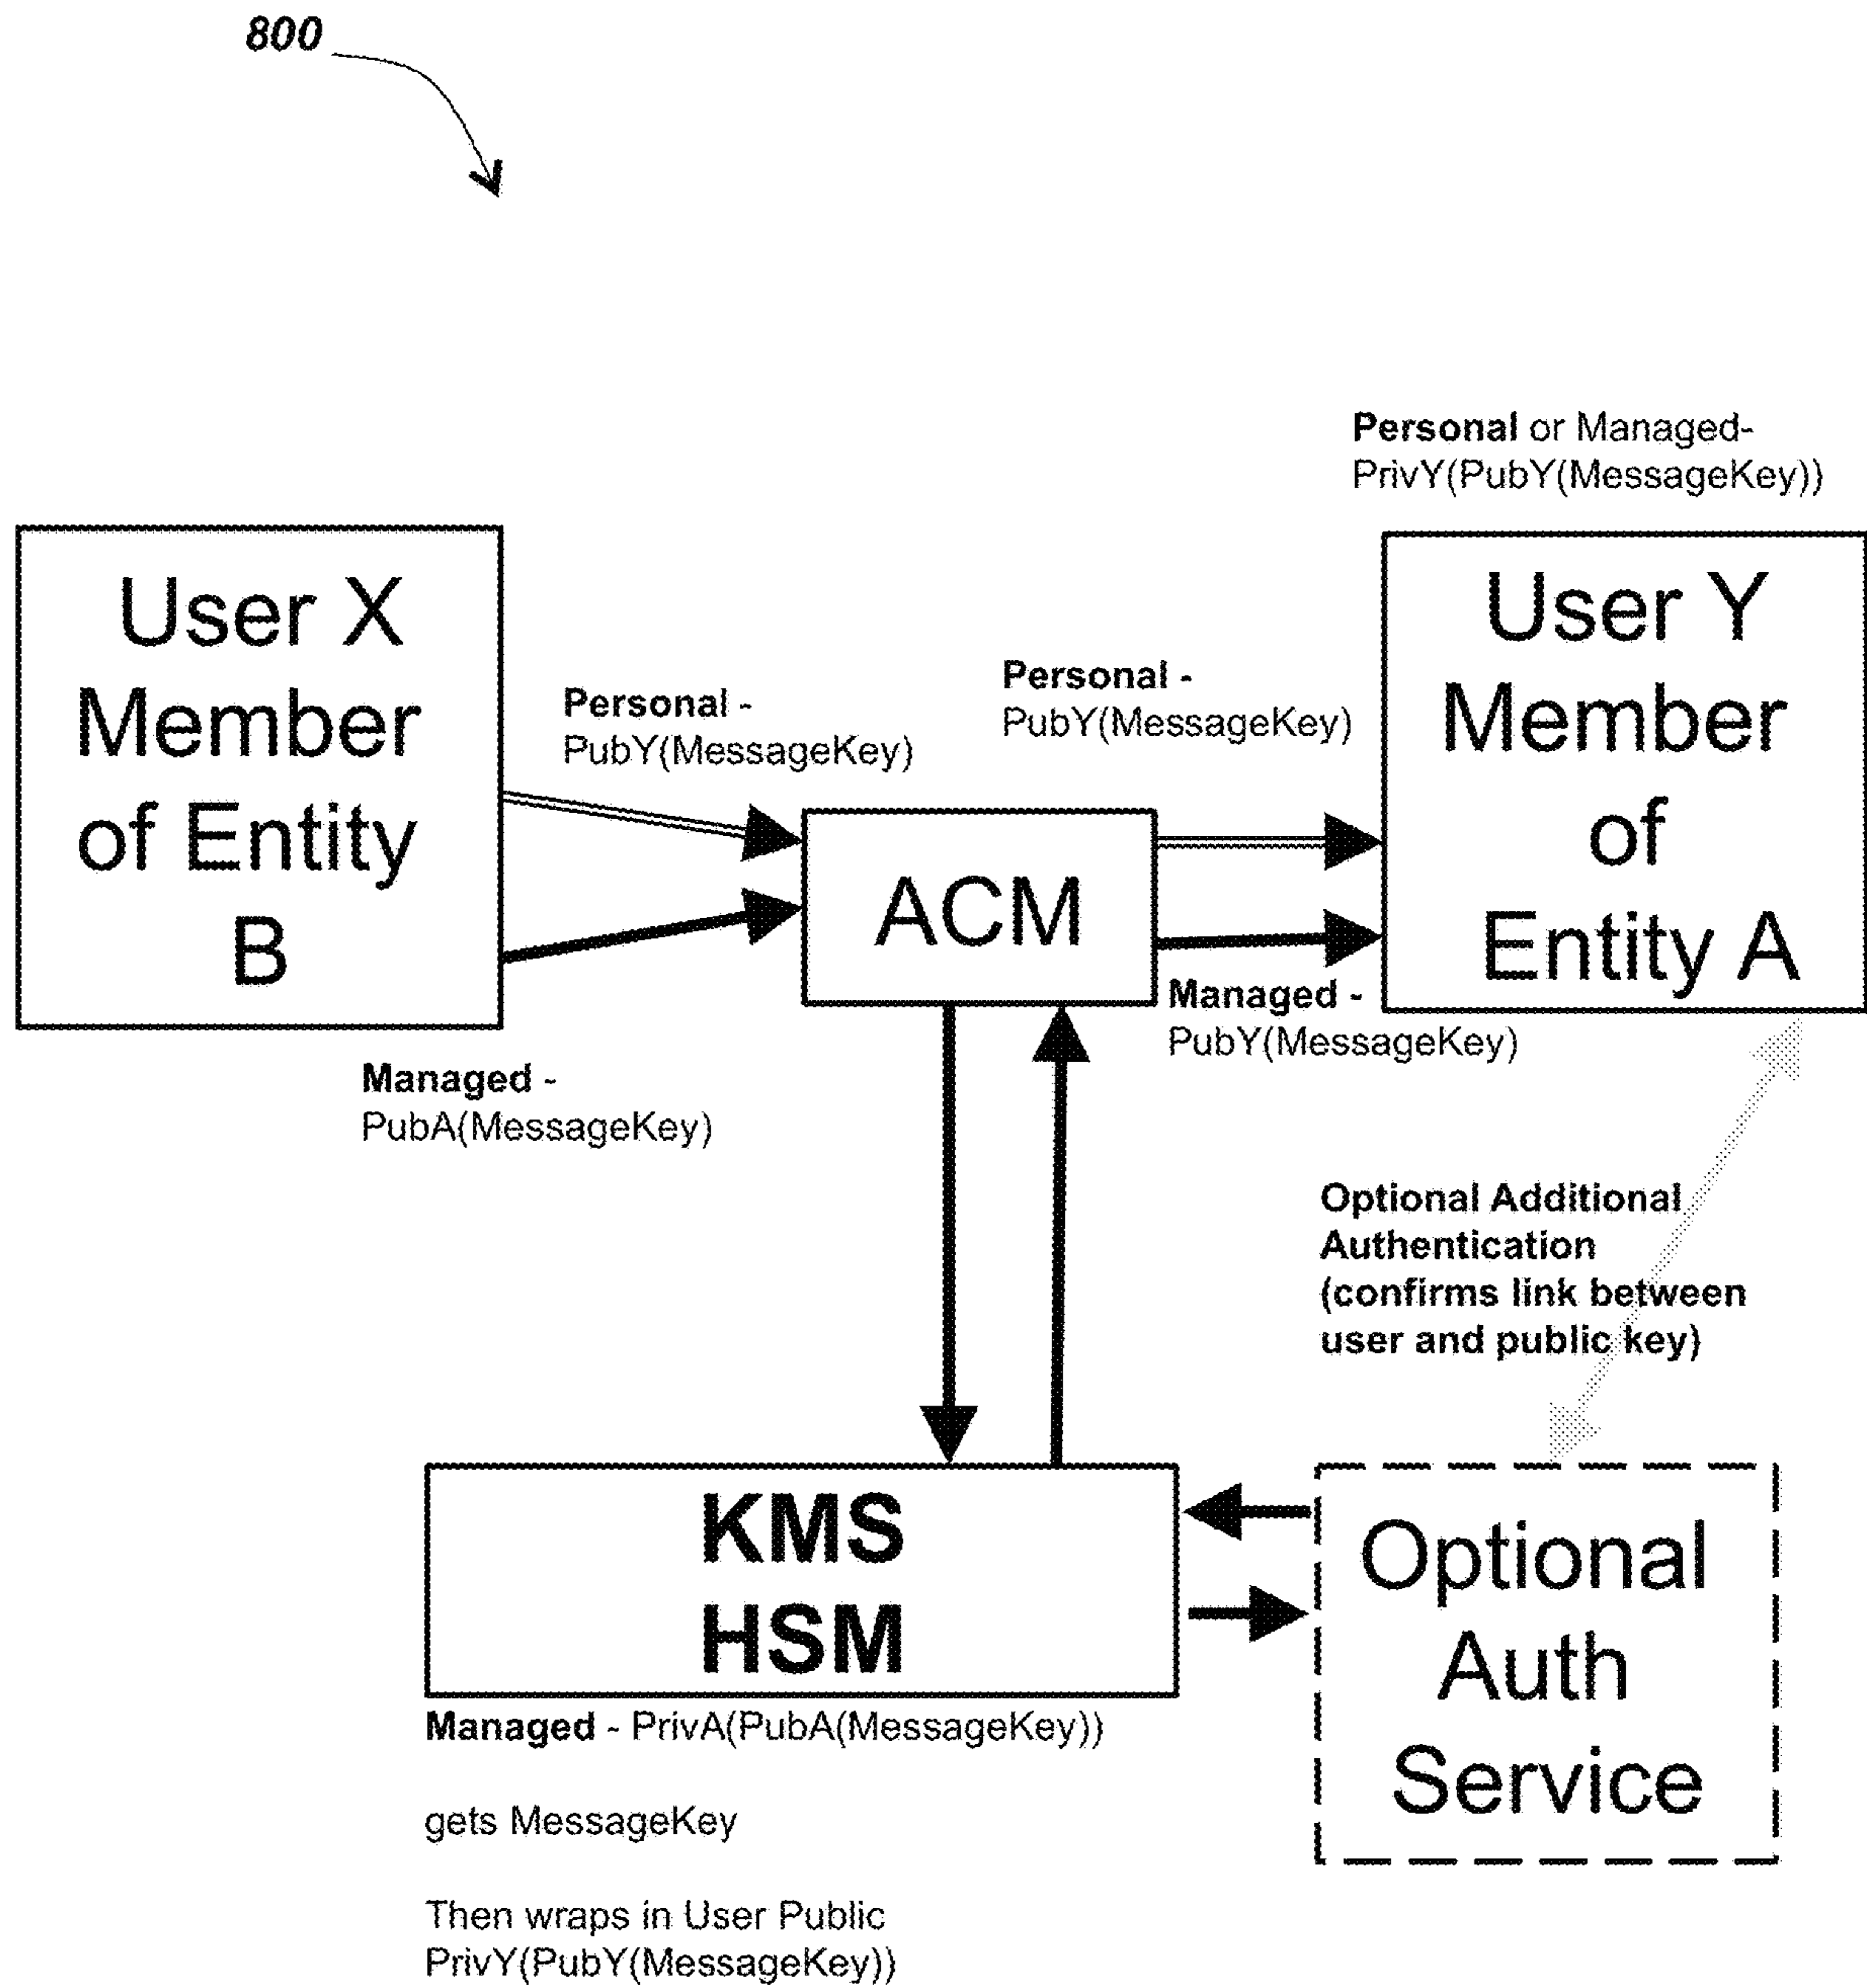 800
Personal or Managed-
PrivY(PubY(MessageKey))
User X
Member
of Entity
B
Personal -
PubY(MessageKey)
Personal -
PubY(MessageKey)
User Y
Member
of
Entity A
ACM
Managed -
PubA(MessageKey)
Managed -
PubY(MessageKey)
Optional Additional
Authentication
(confirms link between
user and public key)
KMS
HSM
Optional
Auth
Service
Managed - PrivA(PubA(MessageKey))
gets MessageKey
Then wraps in User Public
PrivY(PubY(MessageKey))